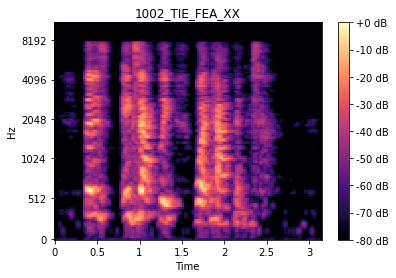 1002_TIE_FEA_XX
+0 dB
8192
-10 dB
4096
-20 dB
-30 dB
2048
Hz
-40 dB
1024
-50 dB
512
-60 dB
-70 dB
0
-80 dB
0 0.5 1 1.5 2 2.5 3
Time